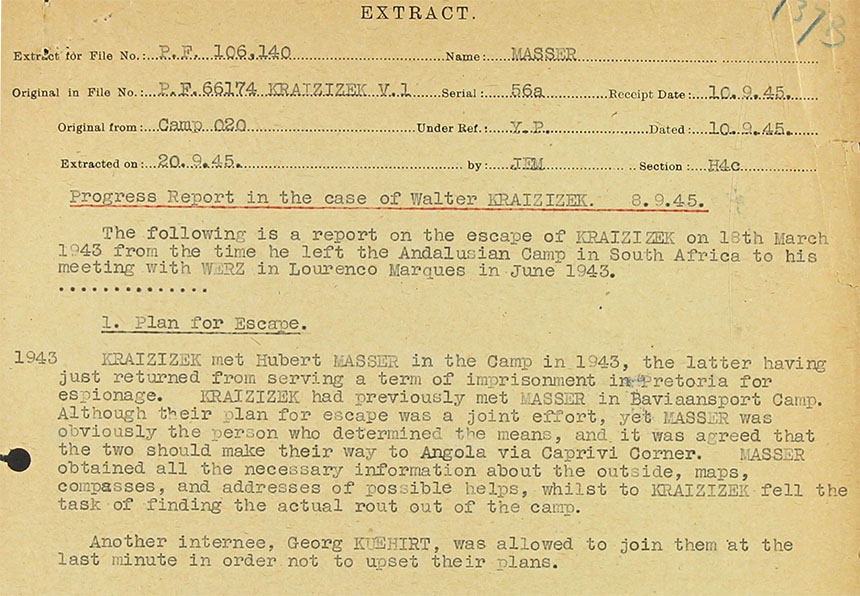 1373
EXTRACT.
Extract for File No.: P.F. 106,140 Name: MASSER
Original in File No.: P.F.66174 KRAIZIZEK V.1 Serial: 56a Receipt Date: 10.9.45.
Original from: Camp 020 Under Ref.: Y.P. Dated: 10.9.45.
Extracted on: 20.9.45. by: JEM Section: H4c
Progress Report in the case of Walter KRAIZIZEK. 8.9.45.
The following is a report on the escape of KRAIZIZEK on 18th March
1943 from the time he left the Andalusian Camp in South Africa to his
meeting with WERZ in Lourenco Marques in June 1943.
..............
1. Plan for Escape.
1943 KRAIZIZEK met Hubert MASSER in the Camp in 1943, the latter having
just returned from serving a term of imprisonment in Pretoria for
espionage. KRAIZIZEK had previously met MASSER in Baviaansport Camp.
Although their plan for escape was a joint effort, yet MASSER was
obviously the person who determined the means, and it was agreed that
the two should make their way to Angola via Caprivi Corner. MASSER
obtained all the necessary information about the outside, maps,
compasses, and addresses of possible helps, whilst to KRAIZIZEK fell the
task of finding the actual rout out of the camp.
Another internee, Georg KUEHIRT, was allowed to join them at the
last minute in order not to upset their plans.